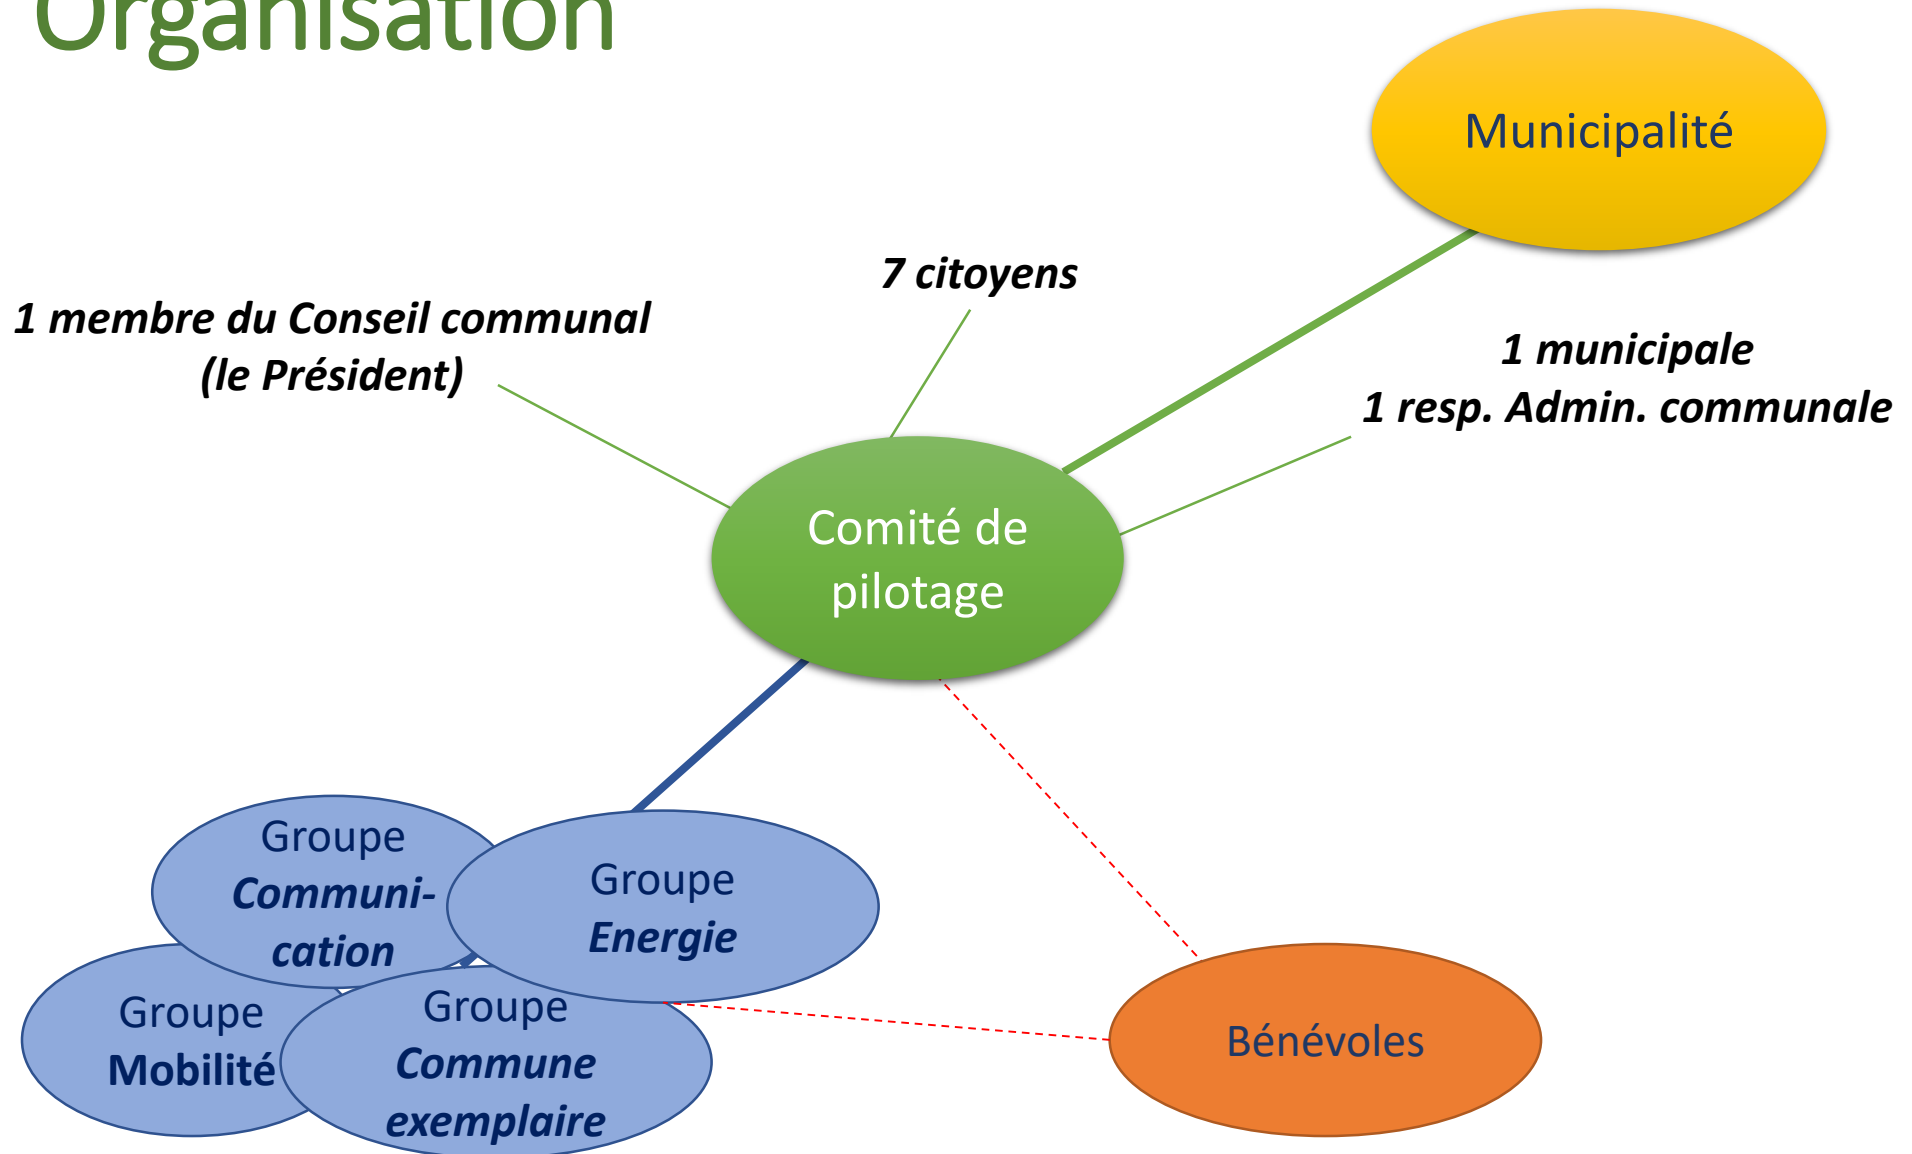 Organisation
Municipalité
7 citoyens
1 membre du Conseil communal
(le Président)
1 municipale
1 resp. Admin. communale
Comité de
pilotage
Groupe
Communi-
cation
Groupe
Energie
Groupe
Mobilité
Groupe
Commune
exemplaire
Bénévoles